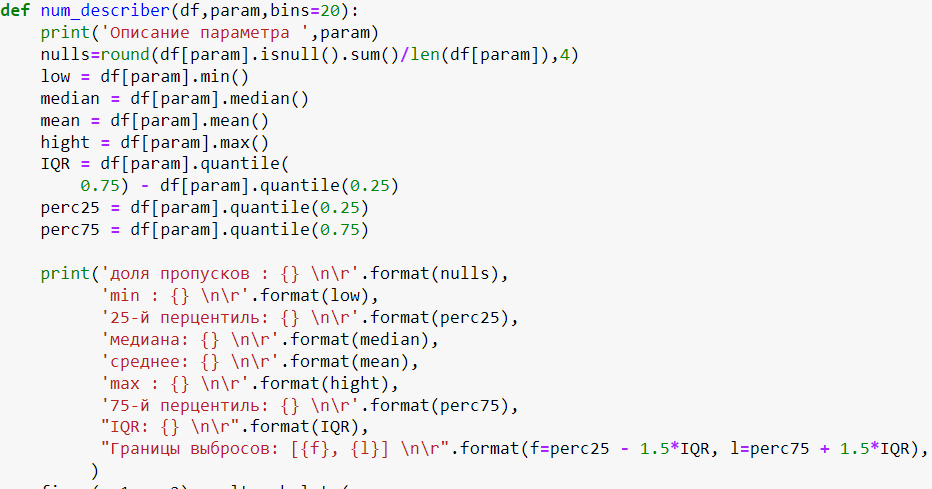 def num_describer(df,param,bins=20):
    print('Описание параметра ',param)
    nulls=round(df[param].isnull().sum()/len(df[param]),4)
    low = df[param].min()
    median = df[param].median()
    mean = df[param].mean()
    hight = df[param].max()
    IQR = df[param].quantile(
        0.75) - df[param].quantile(0.25)
    perc25 = df[param].quantile(0.25)
    perc75 = df[param].quantile(0.75)

    print('доля пропусков : {} \n\r'.format(nulls),
          'min : {} \n\r'.format(low),
          '25-й перцентиль: {} \n\r'.format(perc25),
          'медиана: {} \n\r'.format(median),
          'среднее: {} \n\r'.format(mean),
          'max : {} \n\r'.format(hight),
          '75-й перцентиль: {} \n\r'.format(perc75),
          "IQR: {} \n\r".format(IQR),
          "Границы выбросов: [{f}, {l}] \n\r".format(f=perc25 - 1.5*IQR, l=perc75 + 1.5*IQR),
         )